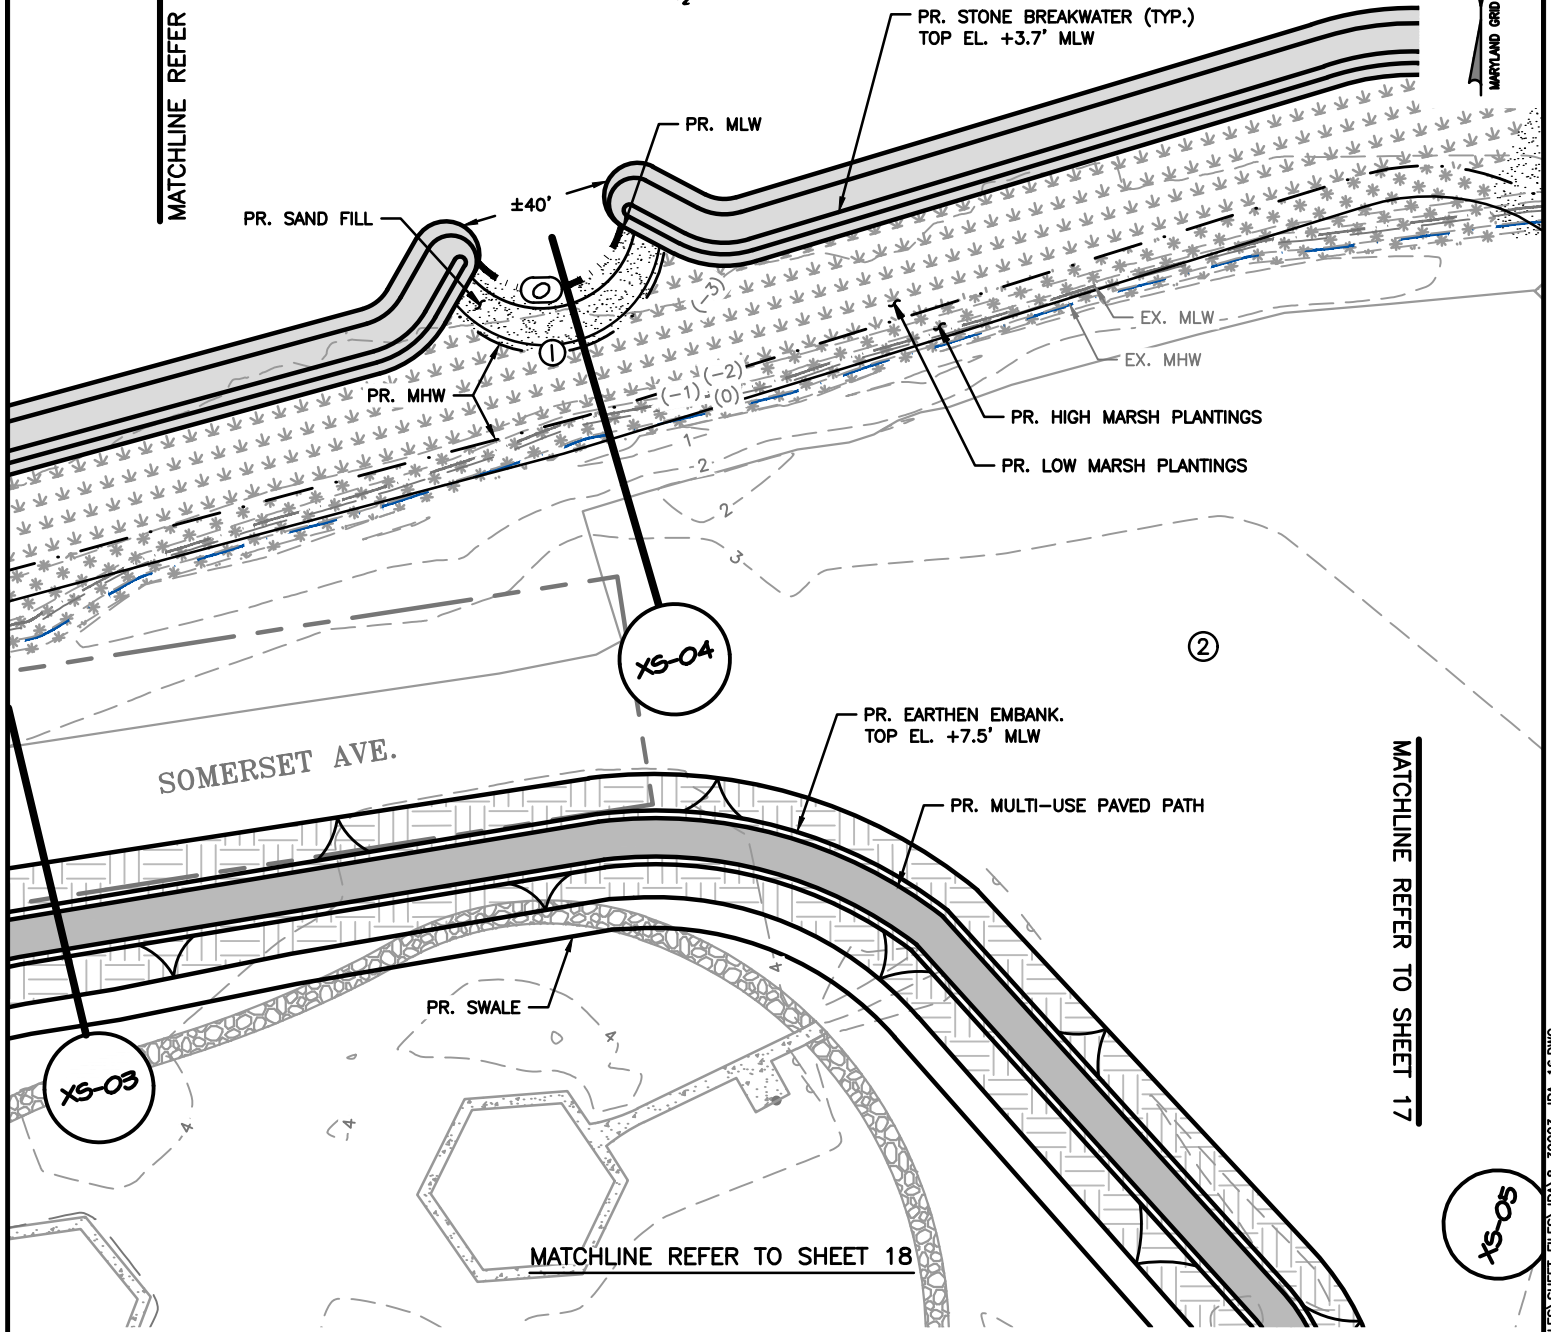 PR. STONE BREAKWATER (TYP.)
TOP EL. +3.7' MLW
MARYLAND GRID
MATCHLINE REFER
PR. MLW
±40'
PR. SAND FILL
0
(-3)
1
EX. MLW
EX. MHW
PR. MHW
(-2)
(-1)
(0)
PR. HIGH MARSH PLANTINGS
1
PR. LOW MARSH PLANTINGS
2
2
3
XS-04
2
PR. EARTHEN EMBANK.
TOP EL. +7.5' MLW
SOMERSET AVE.
MATCHLINE REFER TO SHEET 17
PR. MULTI-USE PAVED PATH
4
PR. SWALE
4
XS-03
4
4
XS-05
MATCHLINE REFER TO SHEET 18